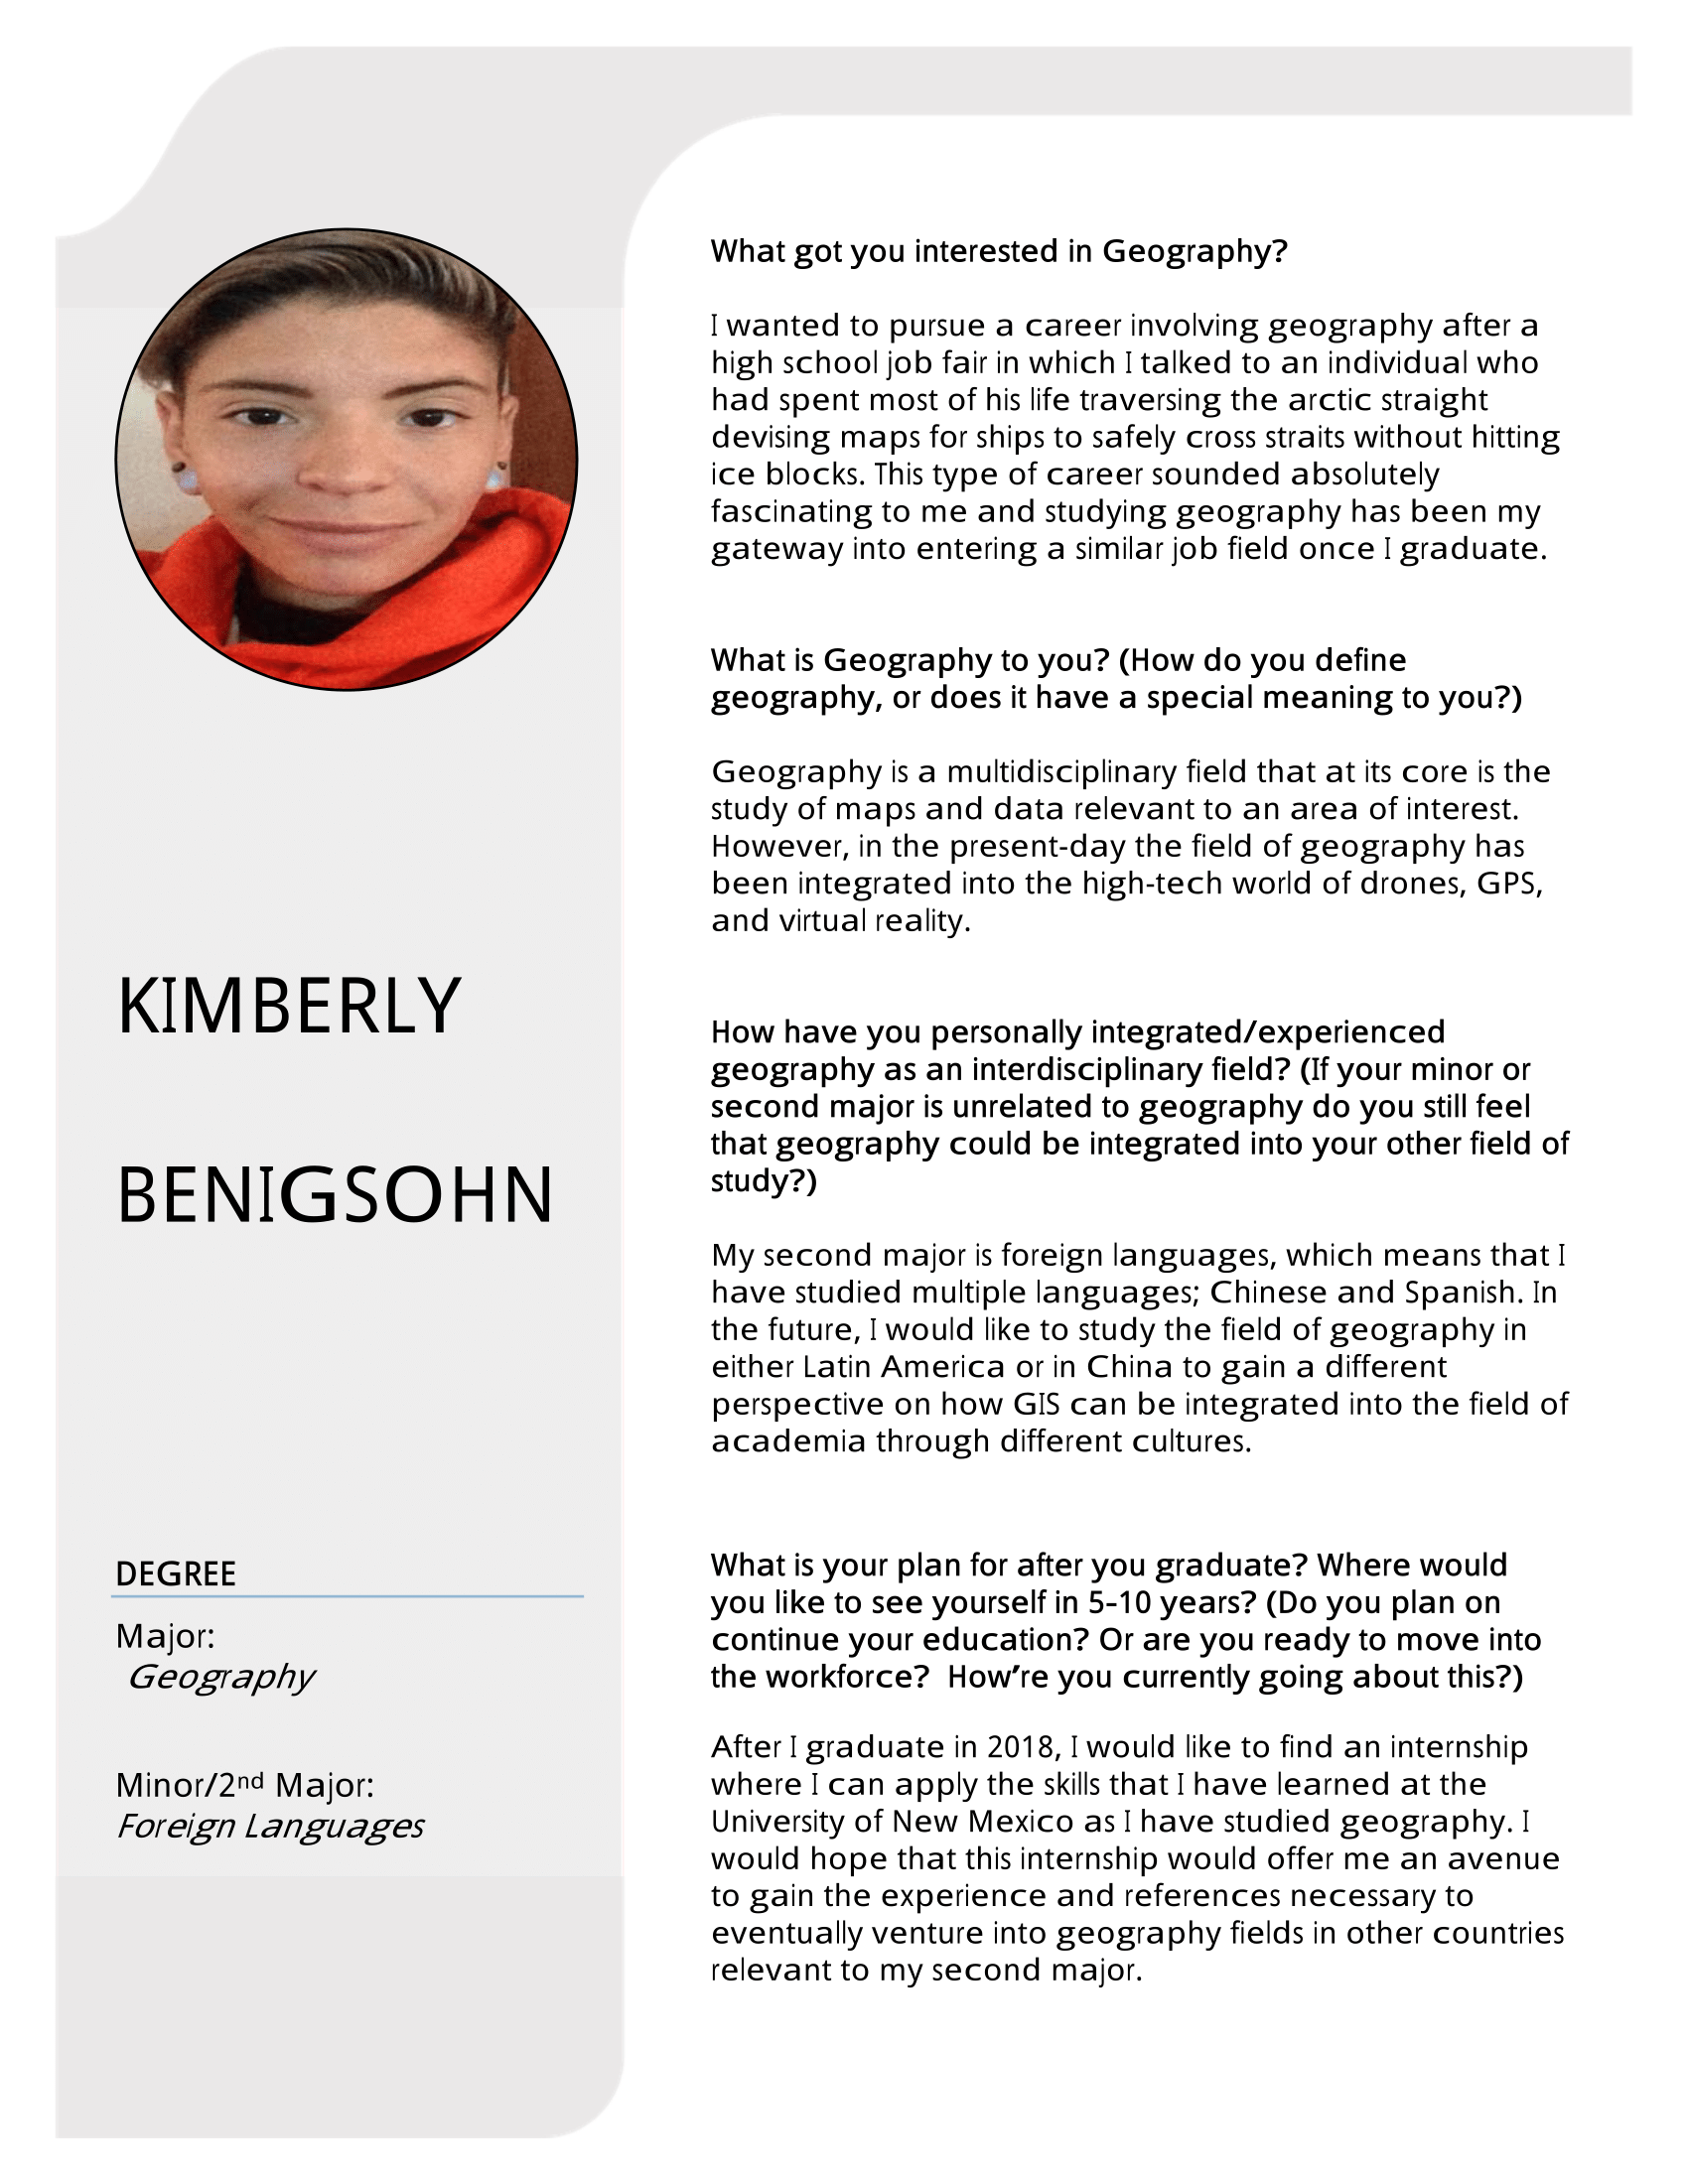 KIMBERLY
BENIGSOHN
DEGREE
Major:
Geography
Minor/2nd Major:
Foreign Languages
What got you interested in Geography?
I wanted to pursue a career involving geography after a
high school job fair in which I talked to an individual who
had spent most of his life traversing the arctic straight
devising maps for ships to safely cross straits without hitting
ice blocks. This type of career sounded absolutely
fascinating to me and studying geography has been my
gateway into entering a similar job field once I graduate.
What is Geography to you? (How do you define
geography, or does it have a special meaning to you?)
Geography is a multidisciplinary field that at its core is the
study of maps and data relevant to an area of interest.
However, in the present-day the field of geography has
been integrated into the high-tech world of drones, GPS,
and virtual reality.
How have you personally integrated/experienced
geography as an interdisciplinary field? (If your minor or
second major is unrelated to geography do you still feel
that geography could be integrated into your other field of
study?)
My second major is foreign languages, which means that I
have studied multiple languages; Chinese and Spanish. In
the future, I would like to study the field of geography in
either Latin America or in China to gain a different
perspective on how GIS can be integrated into the field of
academia through different cultures.
What is your plan for after you graduate? Where would
you like to see yourself in 5-10 years? (Do you plan on
continue your education? Or are you ready to move into
the workforce?  How’re you currently going about this?)
After I graduate in 2018, I would like to find an internship
where I can apply the skills that I have learned at the
University of New Mexico as I have studied geography. I
would hope that this internship would offer me an avenue
to gain the experience and references necessary to
eventually venture into geography fields in other countries
relevant to my second major.